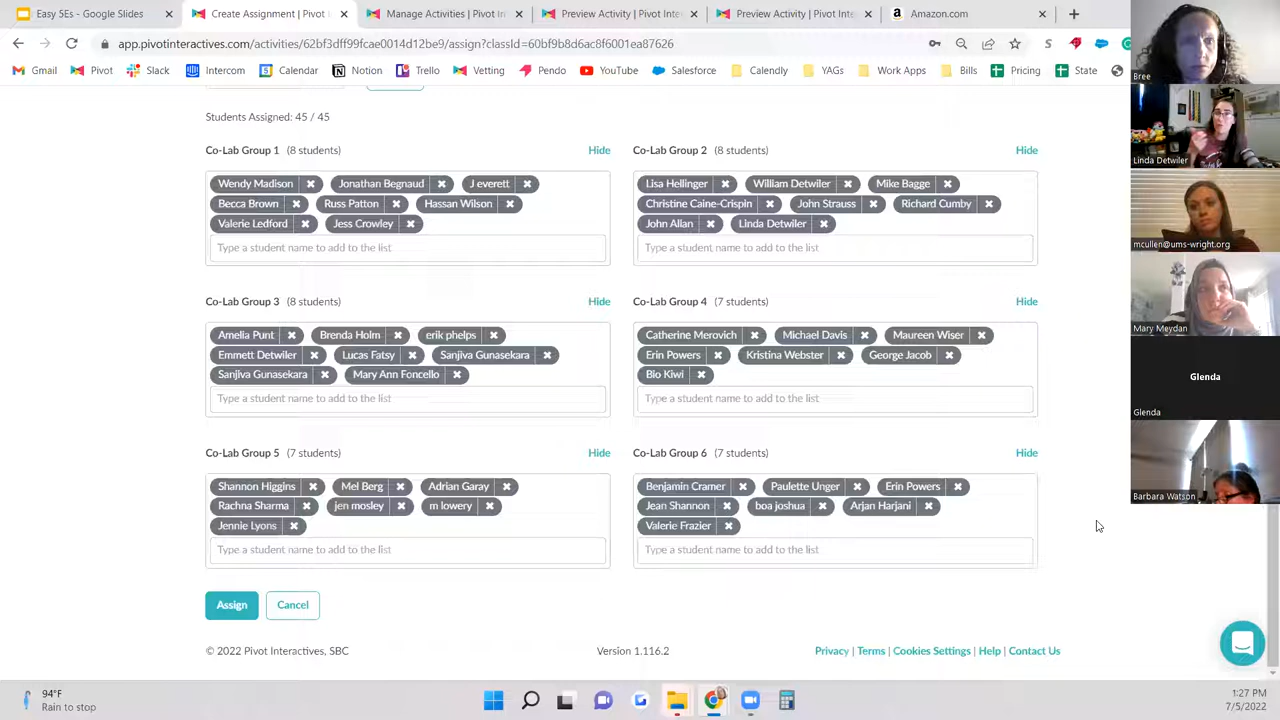 Easy SEs - Google Slides
Create Assignment | Pivot In
Manage Activities | Pivot Intera
Preview Activity | Pivot Interac
Preview Activity | Pivot Interac
Amazon.com
app.pivotinteractives.com/activities/62bf3dff99fca0014d135e9/assign?classId=60bf9b8d6ac8f6001ea87626
Gmail
Pivot
Slack
Intercom
Calendar
Notion
Trello
Vetting
Pendo
YouTube
Salesforce
Calendly
YAGs
Work Apps
Bills
Pricing
State
Students Assigned: 45 / 45
Co-Lab Group 1 (8 students) Hide
Wendy Madison Jonathan Begnaud J everett
Becca Brown Russ Patton Hassan Wilson
Valerie Ledford Jess Crowley
Type a student name to add to the list
Co-Lab Group 2 (8 students) Hide
Lisa Hellinger William Detwiler Mike Bagge
Christine Caine-Crispin John Strauss Richard Cumby
John Allan Linda Detwiler
Type a student name to add to the list
Co-Lab Group 3 (8 students) Hide
Amelia Punt Brenda Holm erik phelps
Emmett Detwiler Lucas Fatsy Sanjiva Gunasekara
Sanjiva Gunasekara Mary Ann Foncello
Type a student name to add to the list
Co-Lab Group 4 (7 students) Hide
Catherine Merovich Michael Davis Maureen Wiser
Erin Powers Kristina Webster George Jacob
Bio Kiwi
Type a student name to add to the list
Co-Lab Group 5 (7 students) Hide
Shannon Higgins Mel Berg Adrian Garay
Rachna Sharma jen mosley m lowery
Jennie Lyons
Type a student name to add to the list
Co-Lab Group 6 (7 students) Hide
Benjamin Cramer Paulette Unger Erin Powers
Jean Shannon boa joshua Arjan Harjani
Valerie Frazier
Type a student name to add to the list
Assign Cancel
© 2022 Pivot Interactives, SBC
Version 1.116.2
Privacy | Terms | Cookies Settings | Help | Contact Us
Bree
Linda Detwiler
mcullen@ums-wright.org
Mary Meydan
Glenda
Glenda
Barbara Watson
94°F
Rain to stop
1:27 PM
7/5/2022